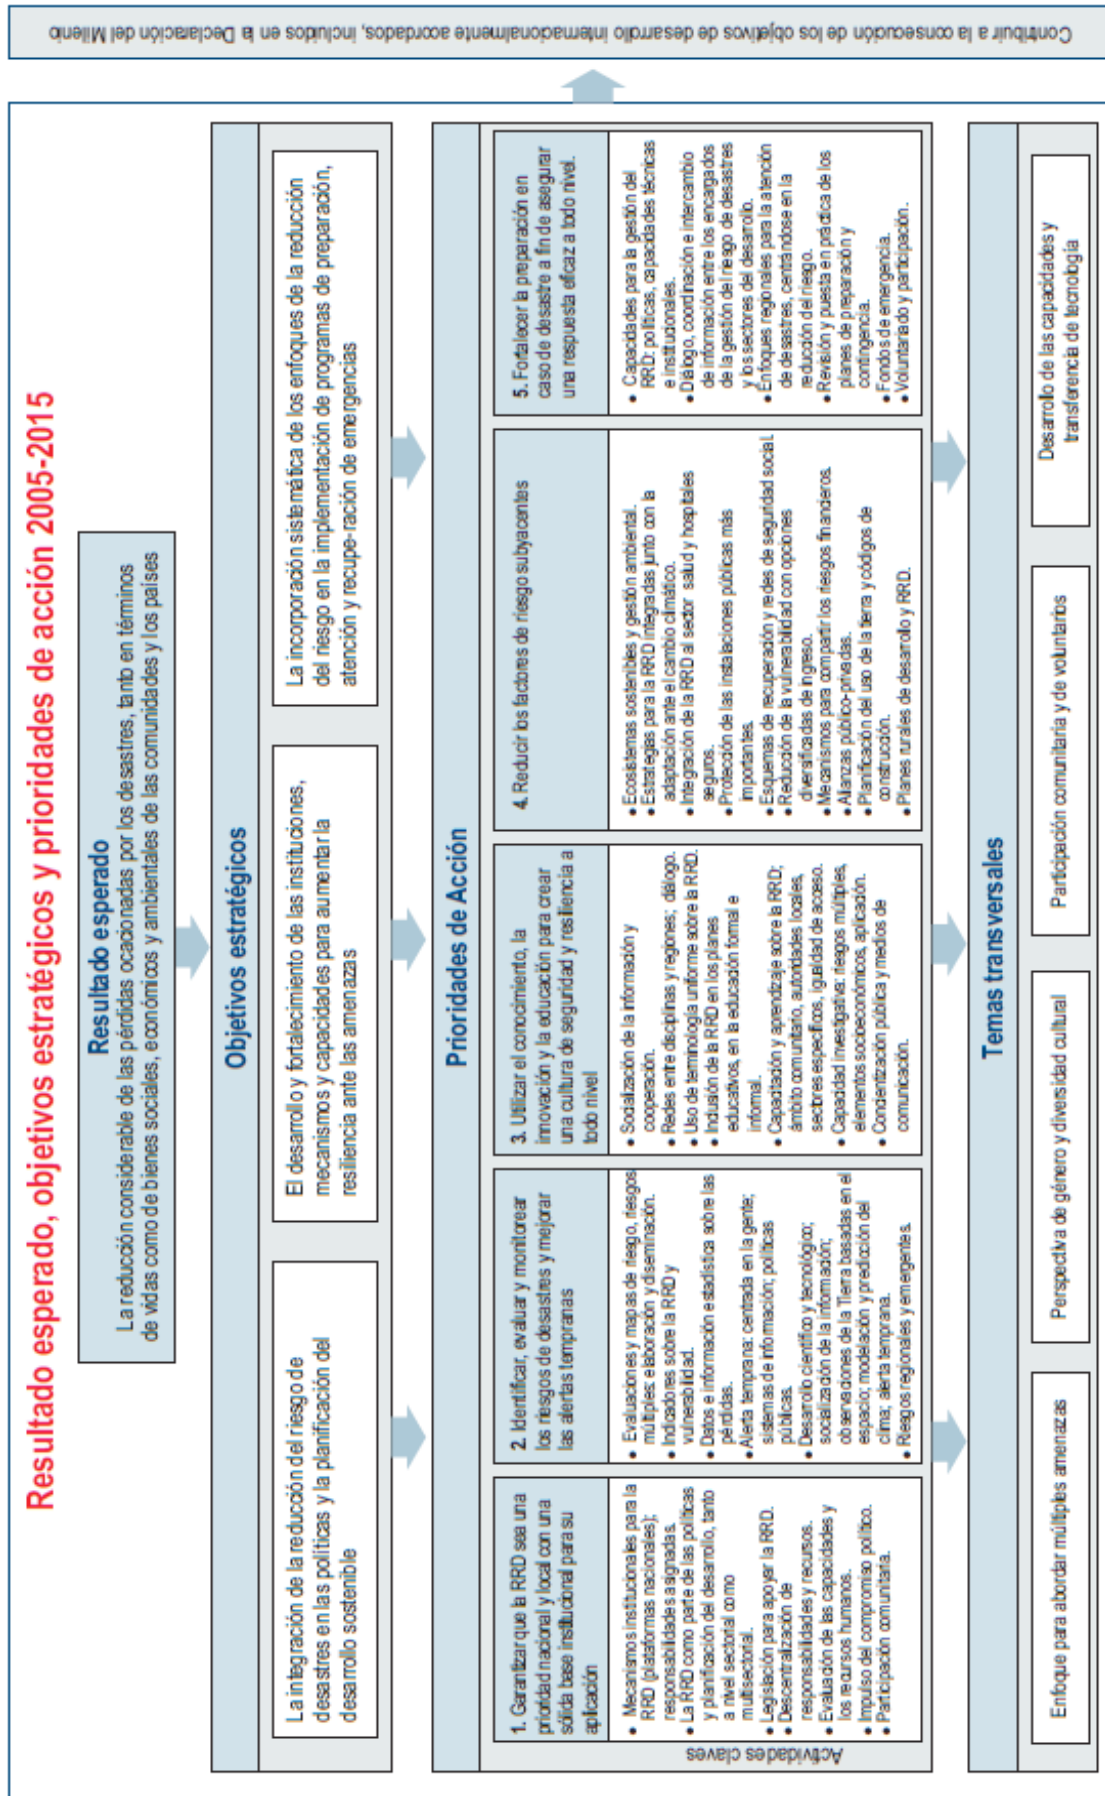 Resultado esperado, objetivos estratégicos y prioridades de acción 2005-2015
Resultado esperado
La reducción considerable de las pérdidas ocacionadas por los desastres, tanto en términos
de vidas como de bienes sociales, económicos y ambientales de las comunidades y los países
Objetivos estratégicos
La integración de la reducción del riesgo de
desastres en las políticas y la planificación del
desarrollo sostenible
El desarrollo y fortalecimiento de las instituciones,
mecanismos y capacidades para aumentar la
resiliencia ante las amenazas
La incorporación sistemática de los enfoques de la reducción
del riesgo en la implementación de programas de preparación,
atención y recupe-ración de emergencias
Prioridades de Acción
1. Garantizar que la RRD sea una
prioridad nacional y local con una
sólida base institucional para su
aplicación
2. Identificar, evaluar y monitorear
los riesgos de desastres y mejorar
las alertas tempranas
3. Utilizar el conocimiento, la
innovación y la educación para crear
una cultura de seguridad y resiliencia a
todo nivel
4. Reducir los factores de riesgo subyacentes
5. Fortalecer la preparación en
caso de desastre a fin de asegurar
una respuesta eficaz a todo nivel.
Actividades claves
• Mecanismos institucionales para la
RRD (plataformas nacionales);
responsabilidades asignadas.
• La RRD como parte de las políticas
y planificación del desarrollo, tanto
a nivel sectorial como
multisectorial.
• Legislación para apoyar la RRD.
• Descentralización de
responsabilidades y recursos.
• Evaluación de las capacidades y
los recursos humanos.
• Impulso del compromiso político.
• Participación comunitaria.
• Evaluaciones y mapas de riesgo, riesgos
múltiples: elaboración y diseminación.
• Indicadores sobre la RRD y
vulnerabilidad.
• Datos e información estadística sobre las
pérdidas.
• Alerta temprana: centrada en la gente;
sistemas de información; políticas
públicas.
• Desarrollo científico y tecnológico;
socialización de la información;
observaciones de la Tierra basadas en el
espacio; modelación y predicción del
clima; alerta temprana.
• Riesgos regionales y emergentes.
• Socialización de la información y
cooperación.
• Redes entre disciplinas y regiones; diálogo.
• Uso de terminología uniforme sobre la RRD.
• Inclusión de la RRD en los planes
educativos, en la educación formal e
informal.
• Capacitación y aprendizaje sobre la RRD;
ámbito comunitario, autoridades locales,
sectores específicos, igualdad de acceso.
• Capacidad investigativa: riesgos múltiples,
elementos socioeconómicos, aplicación.
• Concientización pública y medios de
comunicación.
• Ecosistemas sostenibles y gestión ambiental.
• Estrategias para la RRD integradas junto con la
adaptación ante el cambio climático.
• Integración de la RRD al sector salud y hospitales
seguros.
• Protección de las instalaciones públicas más
importantes.
• Esquemas de recuperación y redes de seguridad social.
• Reducción de la vulnerabilidad con opciones
diversificadas de ingreso.
• Mecanismos para compartir los riesgos financieros.
• Alianzas público-privadas.
• Planificación del uso de la tierra y códigos de
construcción.
• Planes rurales de desarrollo y RRD.
• Capacidades para la gestión del
RRD: políticas, capacidades técnicas
e institucionales.
• Diálogo, coordinación e intercambio
de información entre los encargados
de la gestión del riesgo de desastres
y los sectores del desarrollo.
• Enfoques regionales para la atención
de desastres, centrándose en la
reducción del riesgo.
• Revisión y puesta en práctica de los
planes de preparación y
contingencia.
• Fondos de emergencia.
• Voluntariado y participación.
Temas transversales
Enfoque para abordar múltiples amenazas
Perspectiva de género y diversidad cultural
Participación comunitaria y de voluntarios
Desarrollo de las capacidades y
transferencia de tecnología
Contribuir a la consecución de los objetivos de desarrollo internacionalmente acordados, incluidos en la Declaración del Milenio